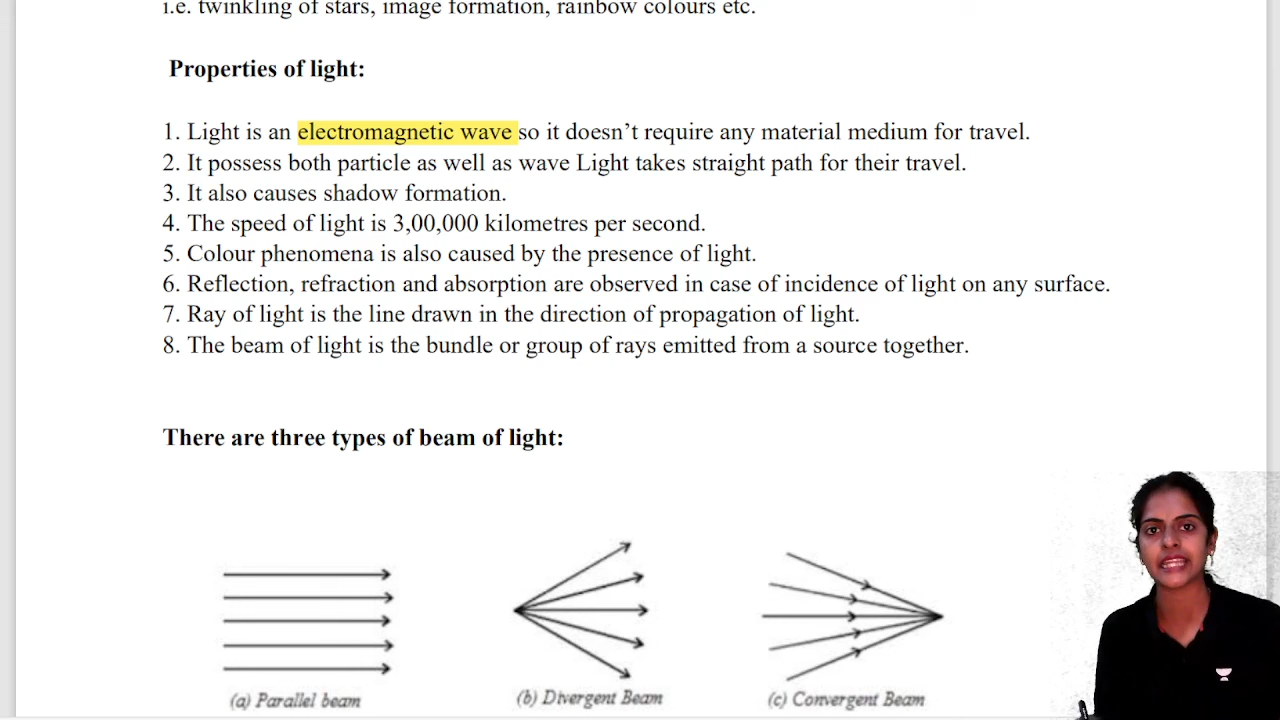 i.e. twinkling of stars, image formation, rainbow colours etc.
Properties of light:
1. Light is an electromagnetic wave so it doesn’t require any material medium for travel.
2. It possess both particle as well as wave Light takes straight path for their travel.
3. It also causes shadow formation.
4. The speed of light is 3,00,000 kilometres per second.
5. Colour phenomena is also caused by the presence of light.
6. Reflection, refraction and absorption are observed in case of incidence of light on any surface.
7. Ray of light is the line drawn in the direction of propagation of light.
8. The beam of light is the bundle or group of rays emitted from a source together.
There are three types of beam of light:
(a) Parallel beam
(b) Divergent Beam
(c) Convergent Beam